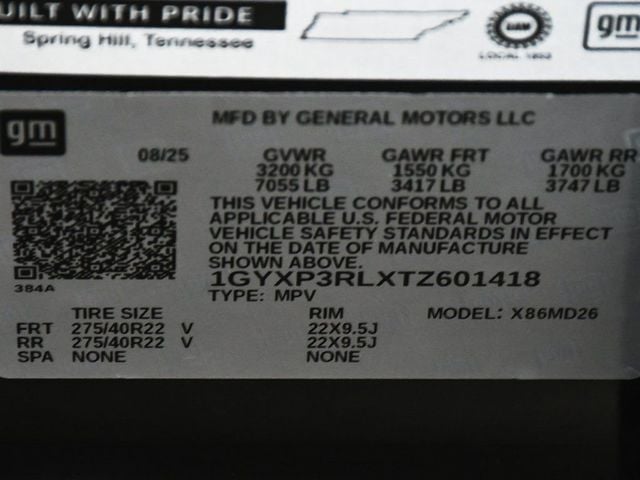 BUILT WITH PRIDE
Spring Hill, Tennessee
UAW
LOCAL 1853
gm
gm
MFD BY GENERAL MOTORS LLC
08/25 GVWR GAWR FRT GAWR RR
3200 KG 1550 KG 1700 KG
7055 LB 3417 LB 3747 LB
THIS VEHICLE CONFORMS TO ALL
APPLICABLE U.S. FEDERAL MOTOR
VEHICLE SAFETY STANDARDS IN EFFECT
ON THE DATE OF MANUFACTURE
SHOWN ABOVE.
384A
1GYXP3RLXTZ601418
TYPE: MPV
TIRE SIZE RIM MODEL: X86MD26
FRT 275/40R22 V 22X9.5J
RR 275/40R22 V 22X9.5J
SPA NONE NONE